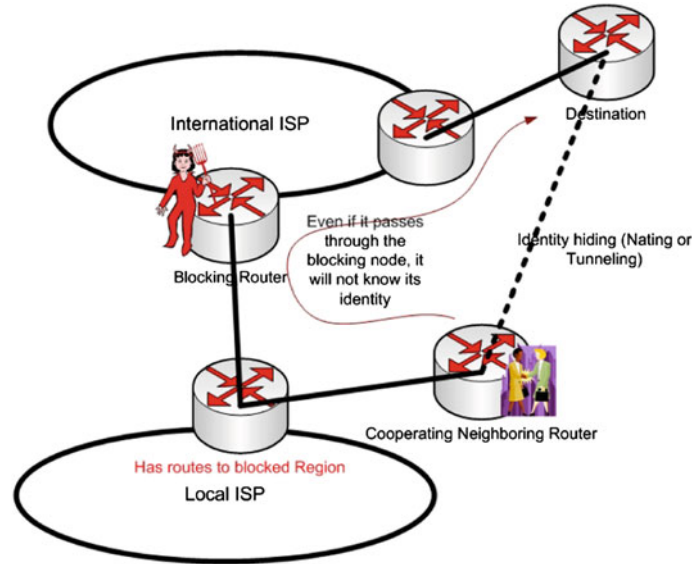 International ISP
Destination
Even if it passes
through the
blocking node, it
will not know its
identity
Identity hiding (Nating or
Tunneling)
Blocking Router
Cooperating Neighboring Router
Has routes to blocked Region
Local ISP